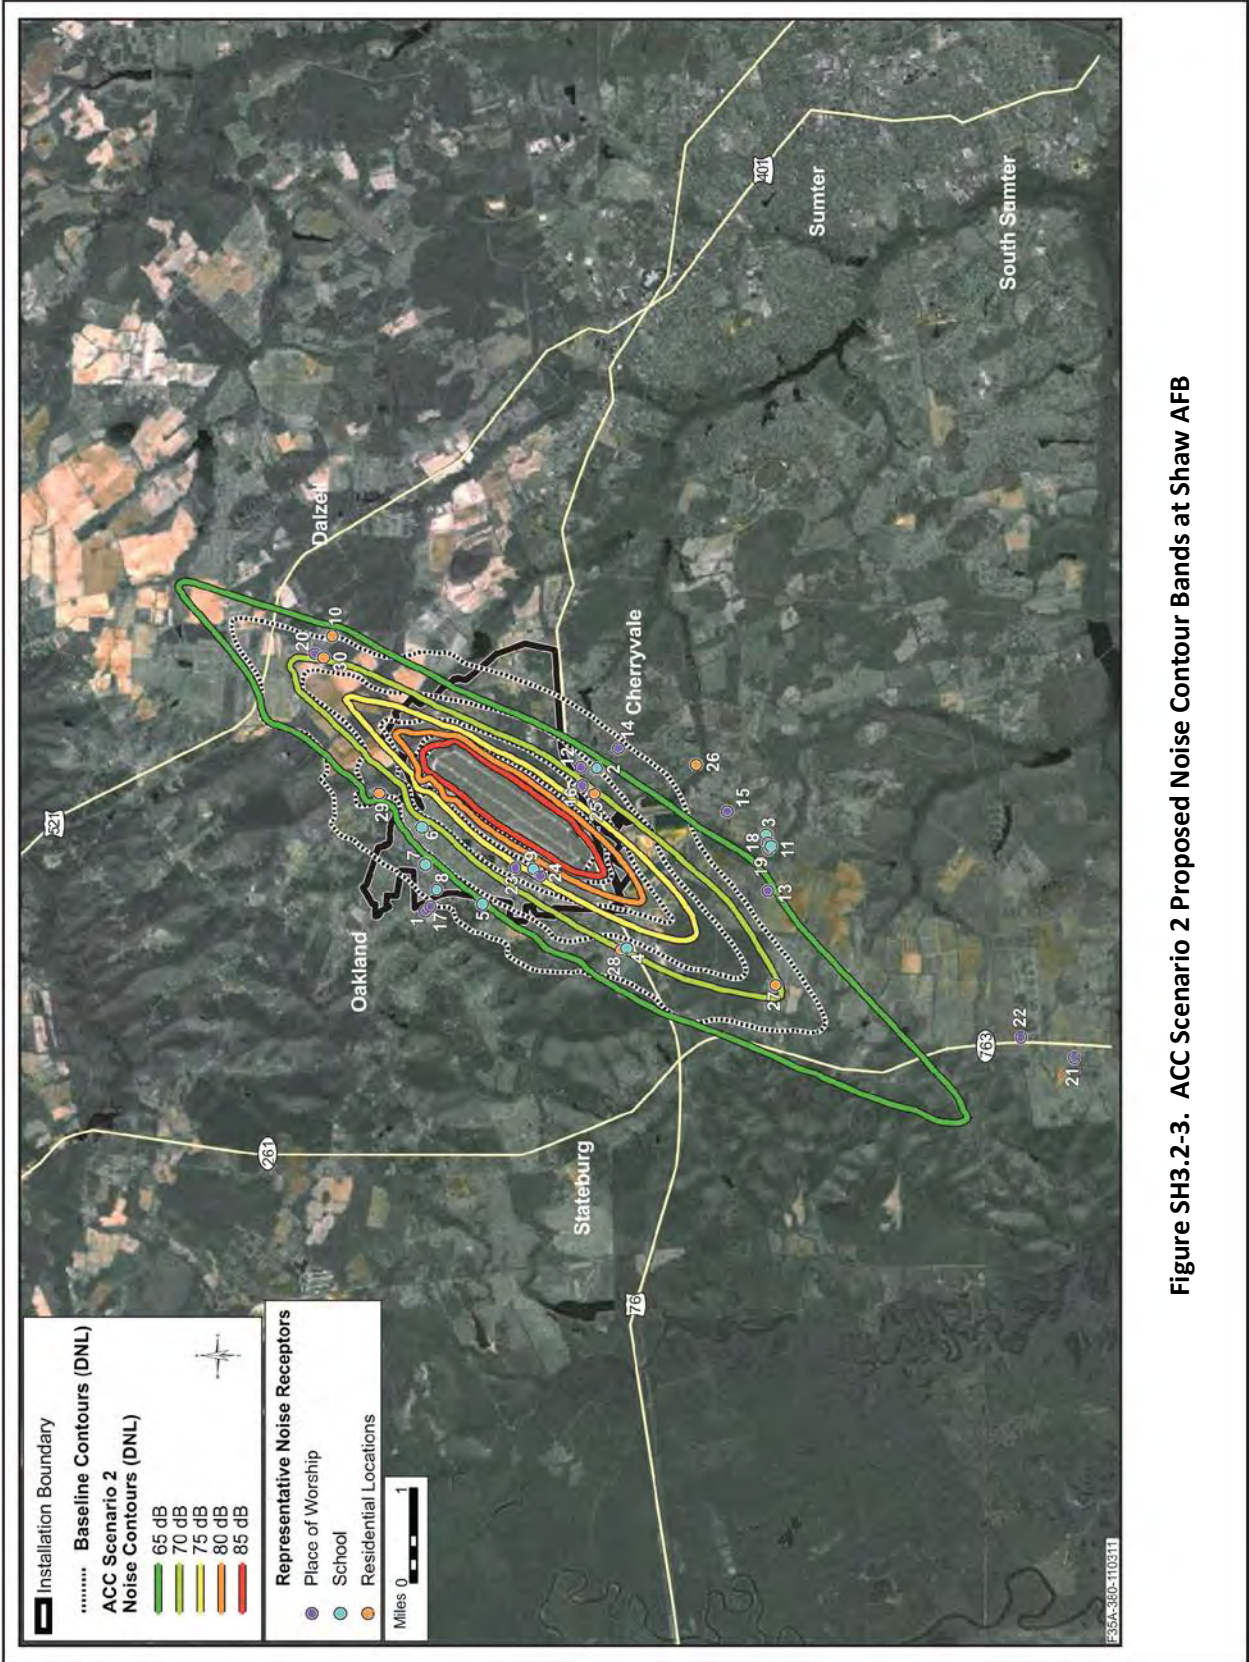 Installation Boundary
Baseline Contours (DNL)
ACC Scenario 2
Noise Contours (DNL)
65 dB
70 dB
75 dB
80 dB
85 dB
Representative Noise Receptors
Place of Worship
School
Residential Locations
Miles 0 1
F35A-380-110311
521
261
Oakland
Dalzell
Stateburg
76
Cherryvale
401
Sumter
South Sumter
763
20
10
30
29
6
7
8
1
17
5
23
9
24
12
16
25
2
14
28
4
26
15
3
18
11
19
13
27
22
21
Figure SH3.2-3. ACC Scenario 2 Proposed Noise Contour Bands at Shaw AFB